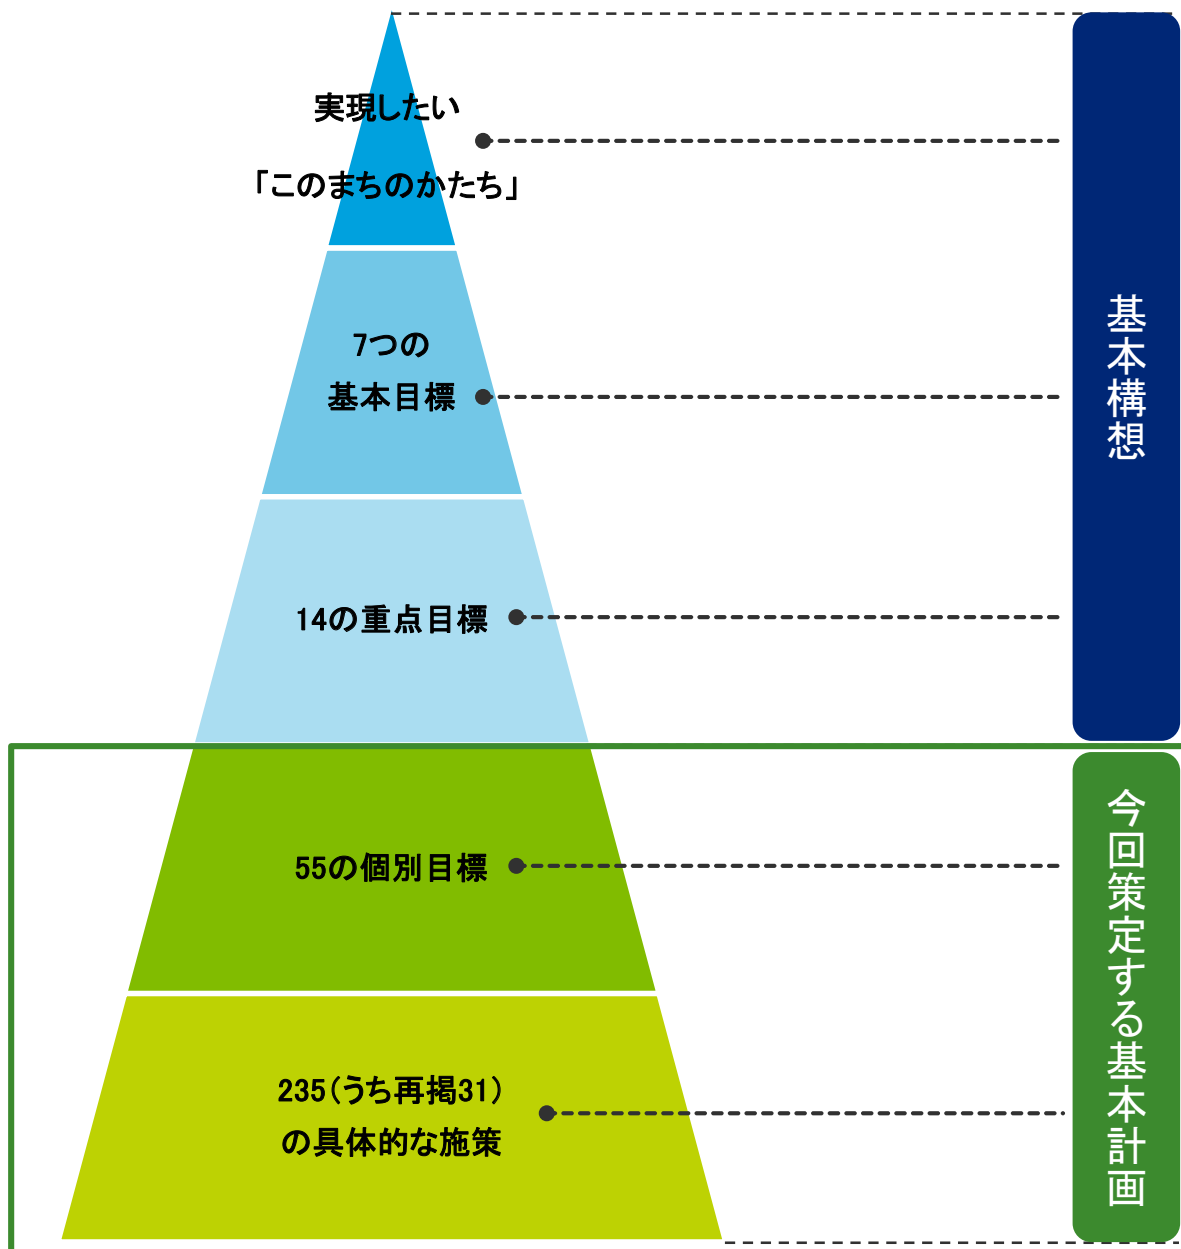 実現したい
「このまちのかたち」
7つの
基本目標
14の重点目標
基本構想
55の個別目標
235(うち再掲31)
の具体的な施策
今回策定する基本計画